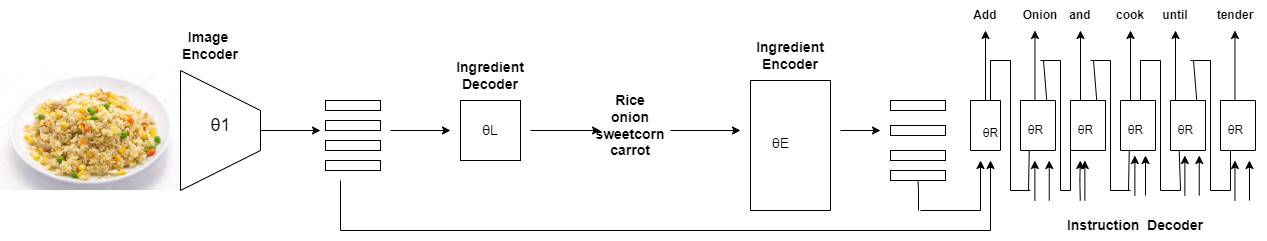 Add Onion and cook until tender
Image
Encoder
Ingredient
Encoder
Ingredient
Decoder
θ1
θL
Rice
onion
sweetcorn
carrot
θE
θR θR θR θR θR θR
Instruction Decoder